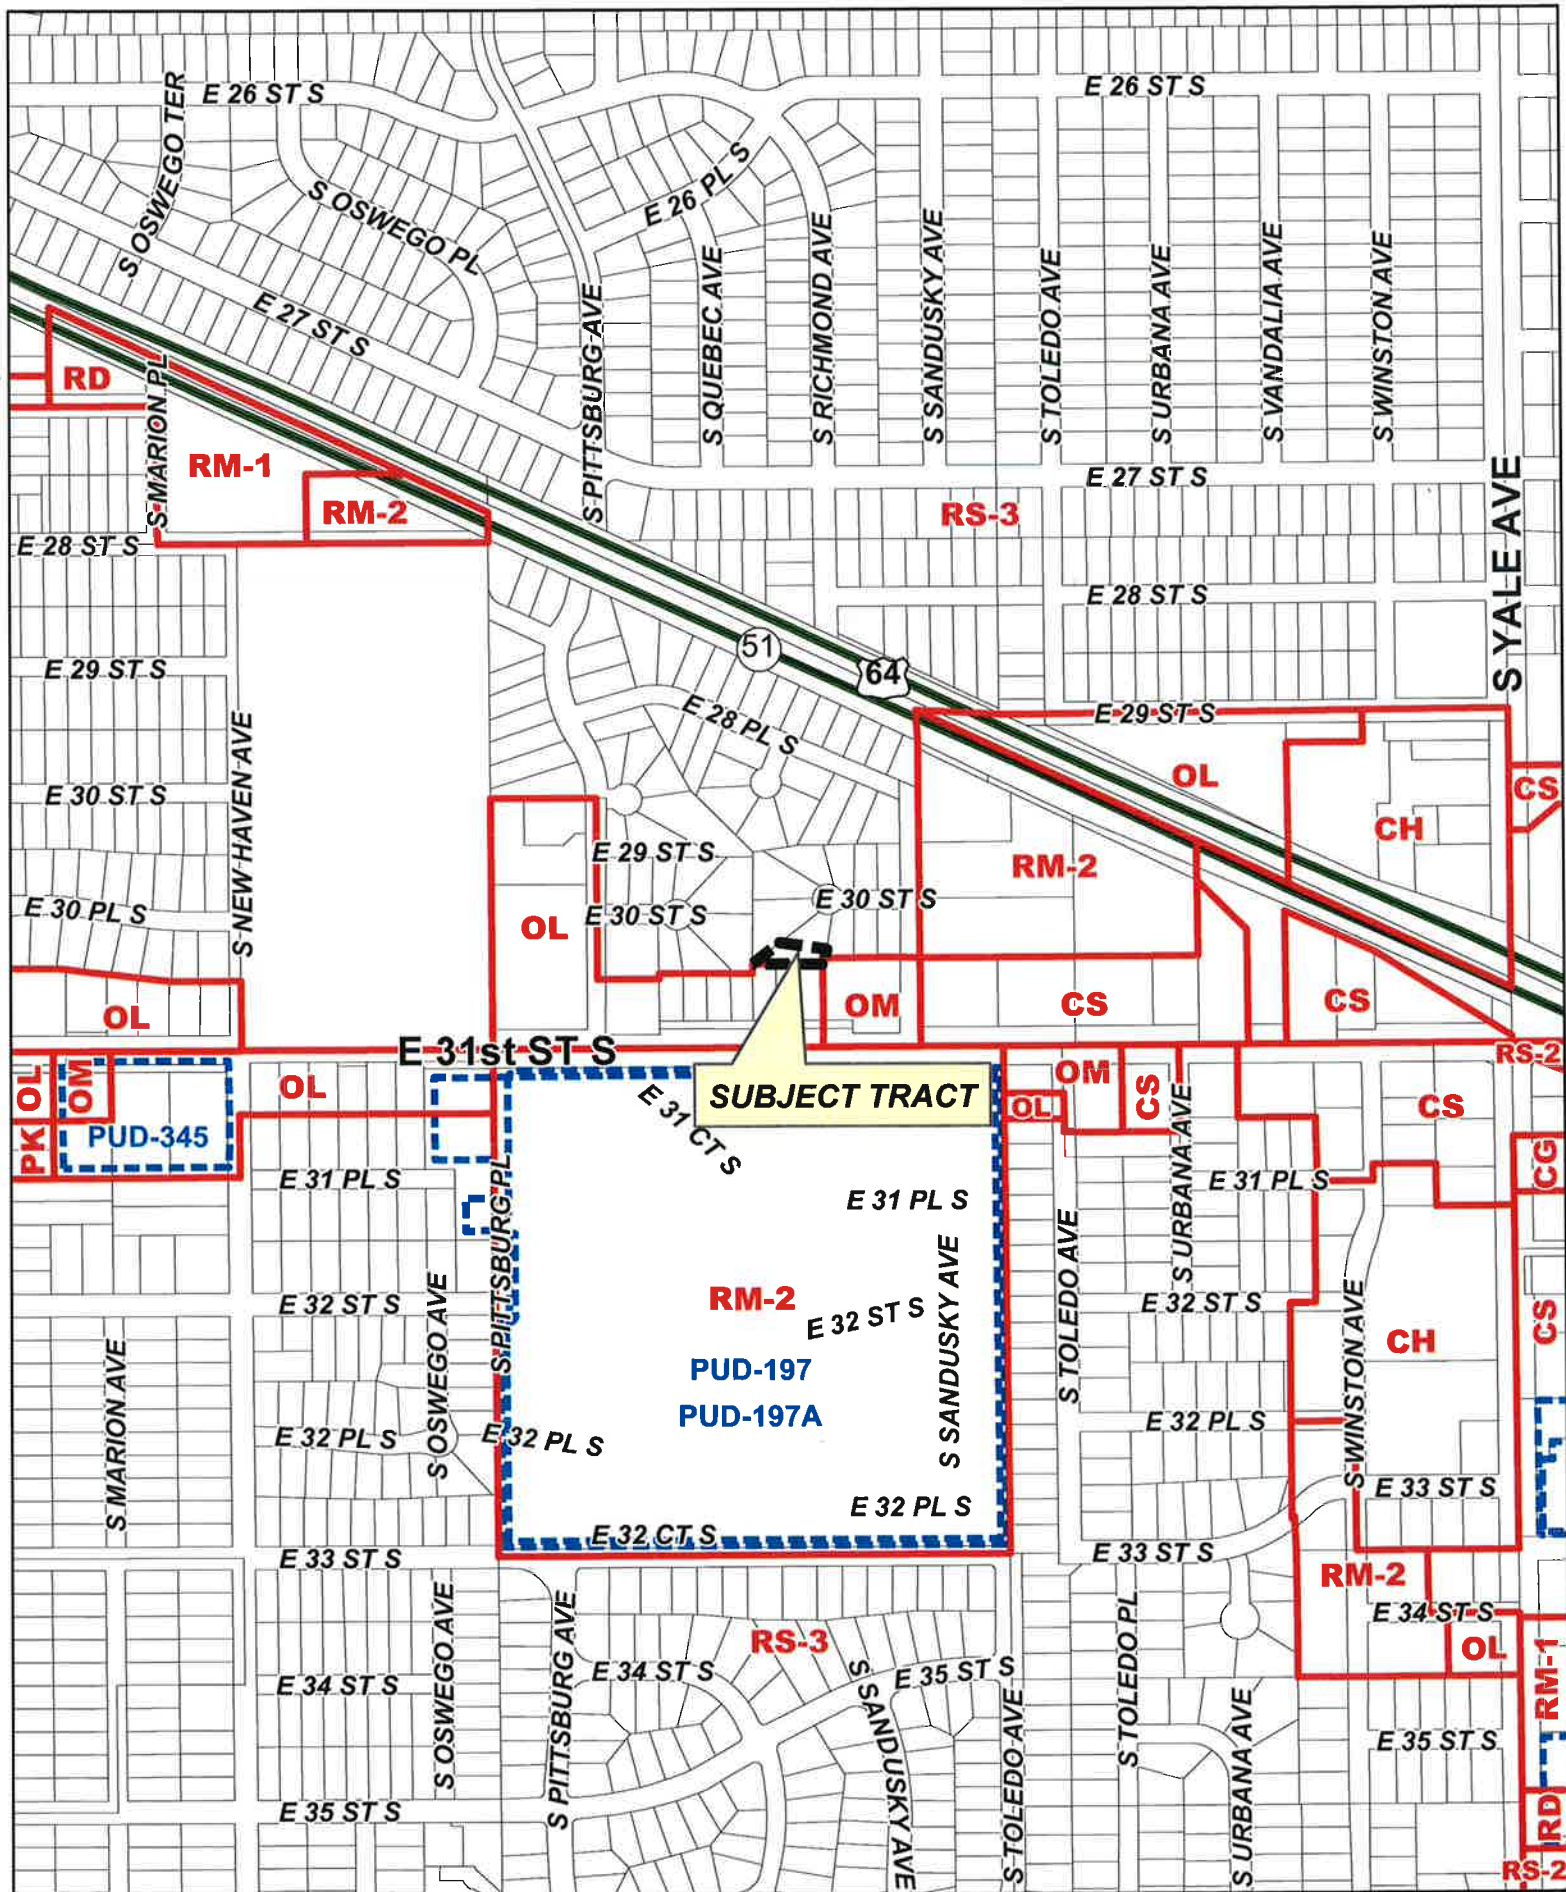 E 26 ST S
E 26 ST S
S OSWEGO TER
S OSWEGO PL
E 26 PL S
E 27 ST S
S PITTSBURG AVE
S QUEBEC AVE
S RICHMOND AVE
S SANDUSKY AVE
S TOLEDO AVE
S URBANA AVE
S VANDALIA AVE
S WINSTON AVE
S YALE AVE
RD
S MARION PL
RM-1
RM-2
E 27 ST S
RS-3
E 28 ST S
E 28 ST S
51
64
E 29 ST S
E 28 PL S
E 29 ST S
OL
CS
E 30 ST S
S NEW HAVEN AVE
CH
E 29 ST S
RM-2
E 30 PL S
OL
E 30 ST S
E 30 ST S
OL
OM
CS
CS
E 31st ST S
RS-2
OL
OM
OL
PK
PUD-345
SUBJECT TRACT
E 31 CT S
OM
OL
CS
CS
CG
S URBANA AVE
E 31 PL S
S PITTSBURG PL
E 31 PL S
E 31 PL S
S OSWEGO AVE
E 32 ST S
RM-2
E 32 ST S
S SANDUSKY AVE
S TOLEDO AVE
E 32 ST S
S WINSTON AVE
CH
CS
S MARION AVE
PUD-197
PUD-197A
E 32 PL S
E 32 PL S
E 32 PL S
E 33 ST S
E 32 PL S
E 32 CT S
E 33 ST S
E 33 ST S
RM-2
E 34 ST S
OL
RM-1
S OSWEGO AVE
S PITTSBURG AVE
RS-3
E 34 ST S
E 34 ST S
S SANDUSKY AVE
E 35 ST S
S TOLEDO AVE
S TOLEDO PL
S URBANA AVE
E 35 ST S
E 35 ST S
RD
RS-2